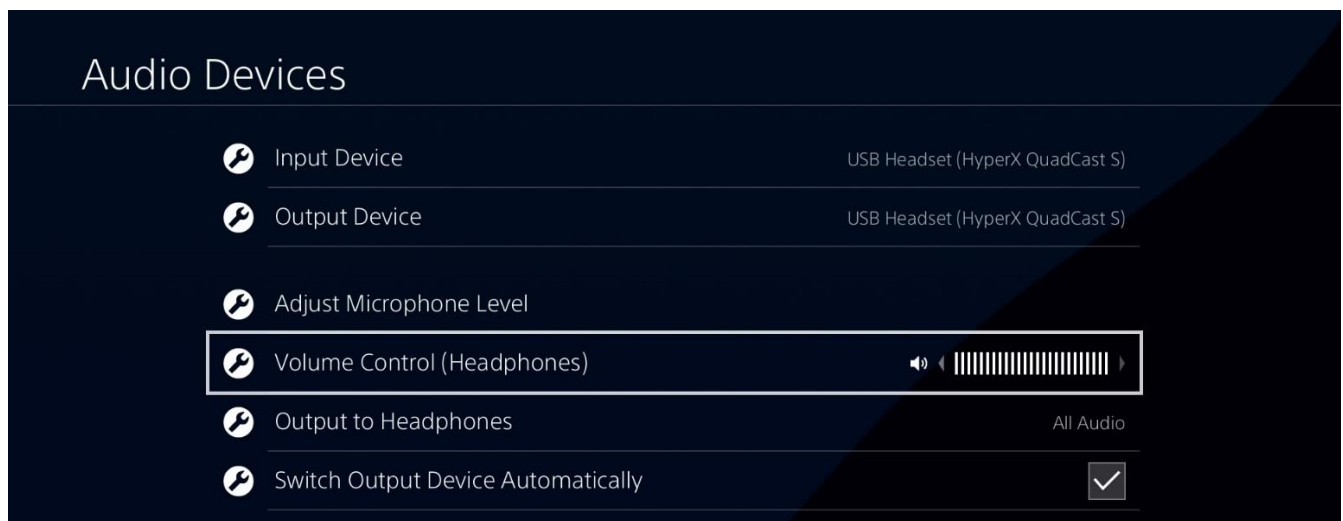 Audio Devices
Input Device USB Headset (HyperX QuadCast S)
Output Device USB Headset (HyperX QuadCast S)
Adjust Microphone Level
Volume Control (Headphones)
Output to Headphones All Audio
Switch Output Device Automatically